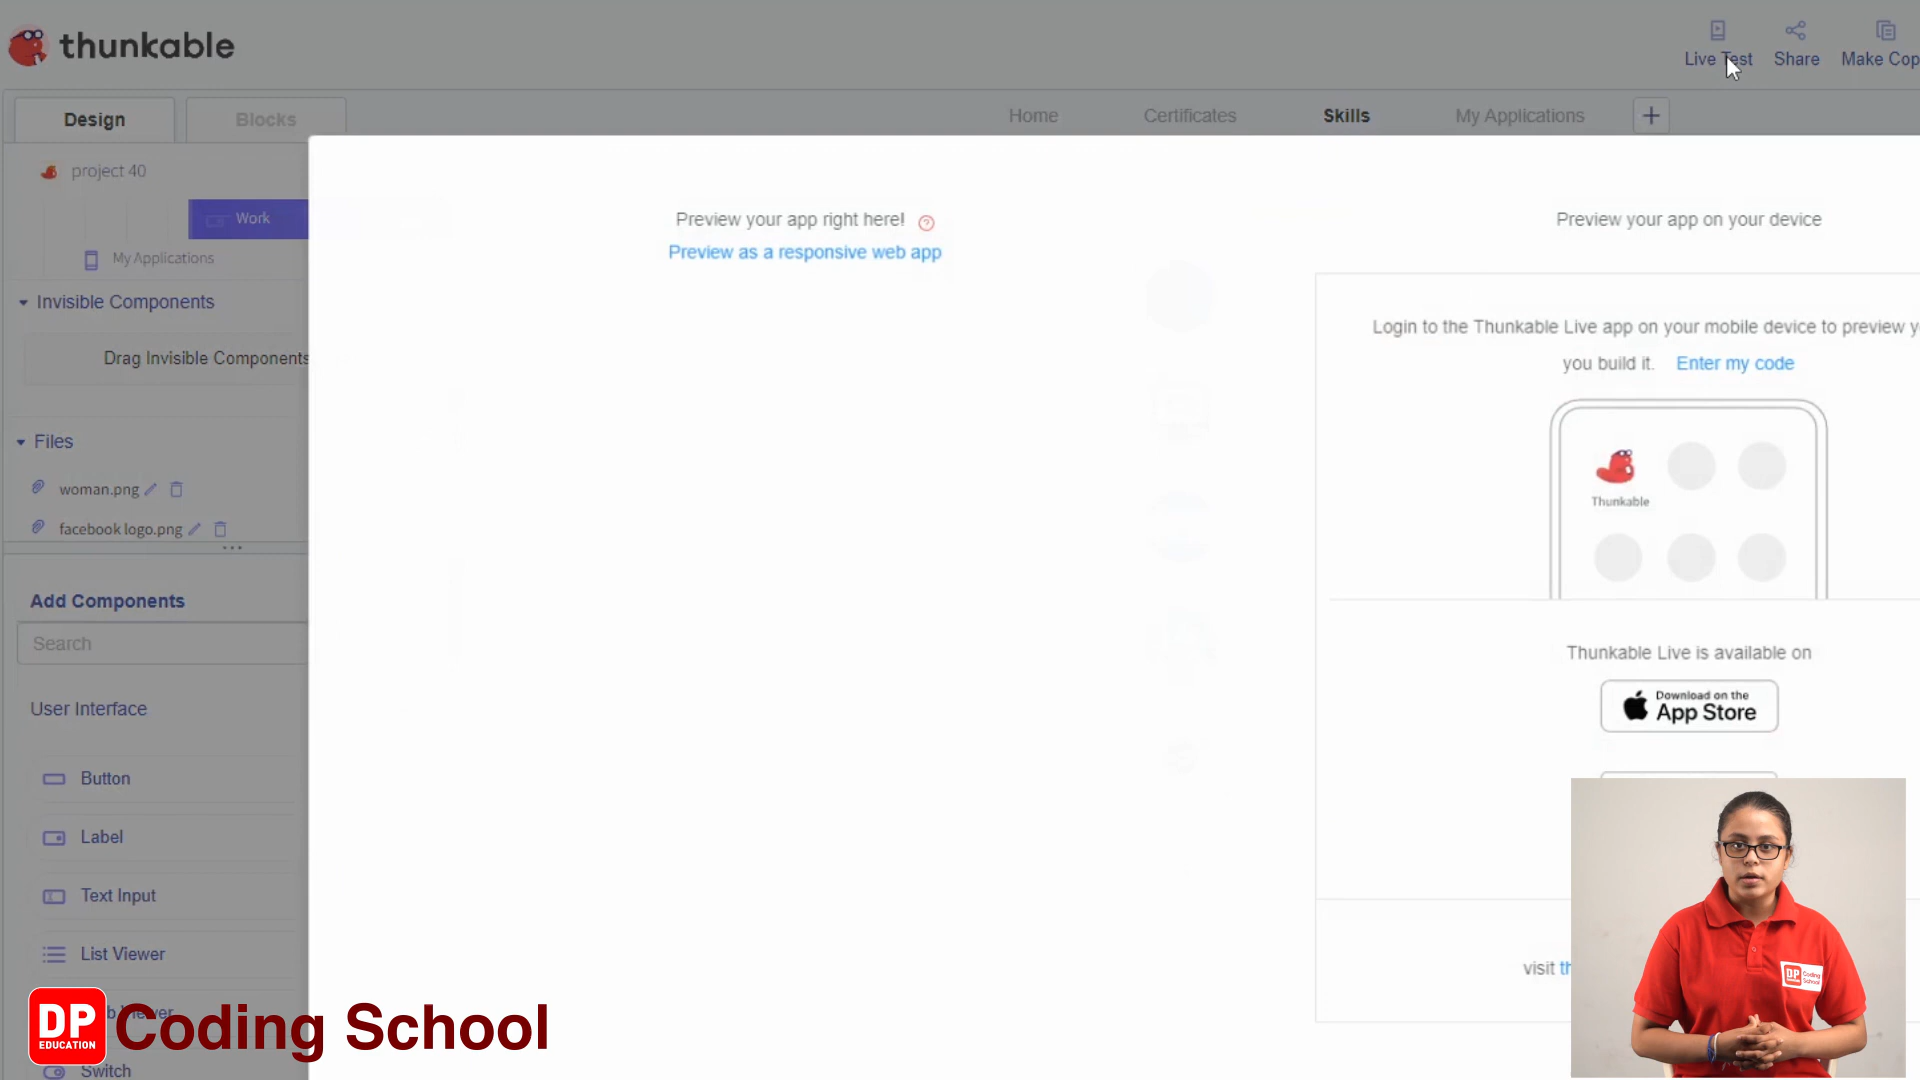 thunkable
Live Test
Share
Make Cop
Design
Blocks
Home
Certificates
Skills
My Applications
project 40
Work
My Applications
Invisible Components
Drag Invisible Components
Files
woman.png
facebook logo.png
Add Components
Search
User Interface
Button
Label
Text Input
List Viewer
Switch
Preview your app right here!
Preview as a responsive web app
Preview your app on your device
Login to the Thunkable Live app on your mobile device to preview y
you build it. Enter my code
Thunkable
Thunkable Live is available on
Download on the
App Store
visit th
DP
EDUCATION
Coding School
DP Coding
School